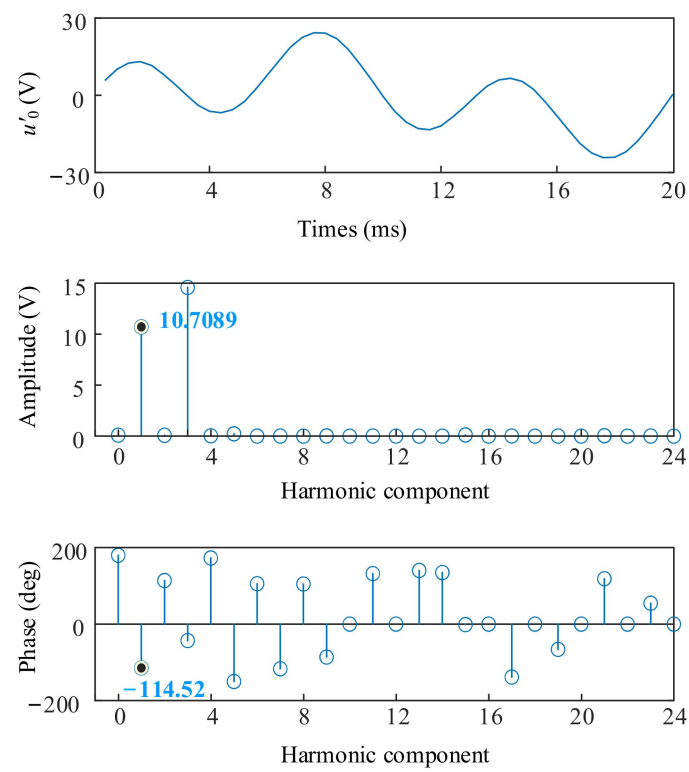 30
0
−30
u′0 (V)
0 4 8 12 16 20
Times (ms)
15
10
5
0
Amplitude (V)
10.7089
0 4 8 12 16 20 24
Harmonic component
200
0
−200
Phase (deg)
−114.52
0 4 8 12 16 20 24
Harmonic component